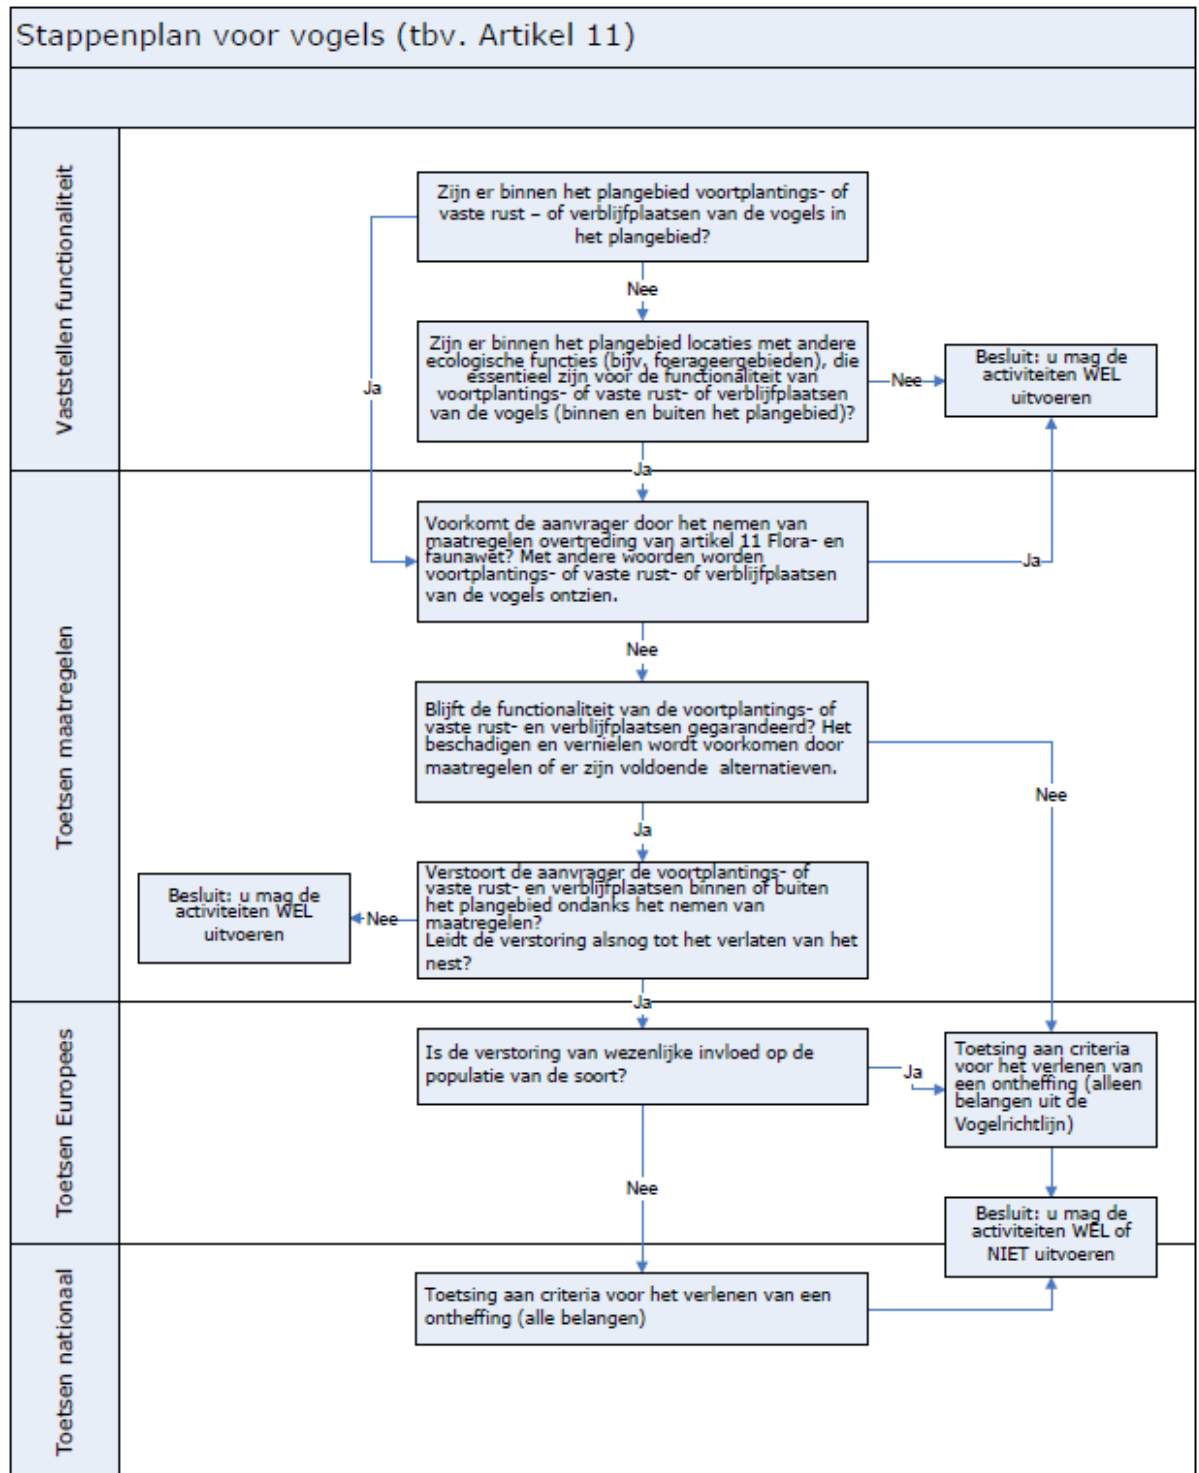 Stappenplan voor vogels (tbv. Artikel 11)
Vaststellen functionaliteit
Zijn er binnen het plangebied voortplantings- of
vaste rust – of verblijfplaatsen van de vogels in
het plangebied?
Nee
Ja
Zijn er binnen het plangebied locaties met andere
ecologische functies (bijv. foerageergebieden), die
essentieel zijn voor de functionaliteit van
voortplantings- of vaste rust- of verblijfplaatsen
van de vogels (binnen en buiten het plangebied)?
Nee
Besluit: u mag de
activiteiten WEL
uitvoeren
Ja
Toetsen maatregelen
Voorkomt de aanvrager door het nemen van
maatregelen overtreding van artikel 11 Flora- en
faunawet? Met andere woorden worden
voortplantings- of vaste rust- of verblijfplaatsen
van de vogels ontzien.
Ja
Nee
Blijft de functionaliteit van de voortplantings- of
vaste rust- en verblijfplaatsen gegarandeerd? Het
beschadigen en vernielen wordt voorkomen door
maatregelen of er zijn voldoende  alternatieven.
Nee
Ja
Verstoort de aanvrager de voortplantings- of
vaste rust- en verblijfplaatsen binnen of buiten
het plangebied ondanks het nemen van
maatregelen?
Leidt de verstoring alsnog tot het verlaten van het
nest?
Nee
Besluit: u mag de
activiteiten WEL
uitvoeren
Ja
Toetsen Europees
Is de verstoring van wezenlijke invloed op de
populatie van de soort?
Ja
Toetsing aan criteria
voor het verlenen van
een ontheffing (alleen
belangen uit de
Vogelrichtlijn)
Nee
Besluit: u mag de
activiteiten WEL of
NIET uitvoeren
Toetsen nationaal
Toetsing aan criteria voor het verlenen van een
ontheffing (alle belangen)